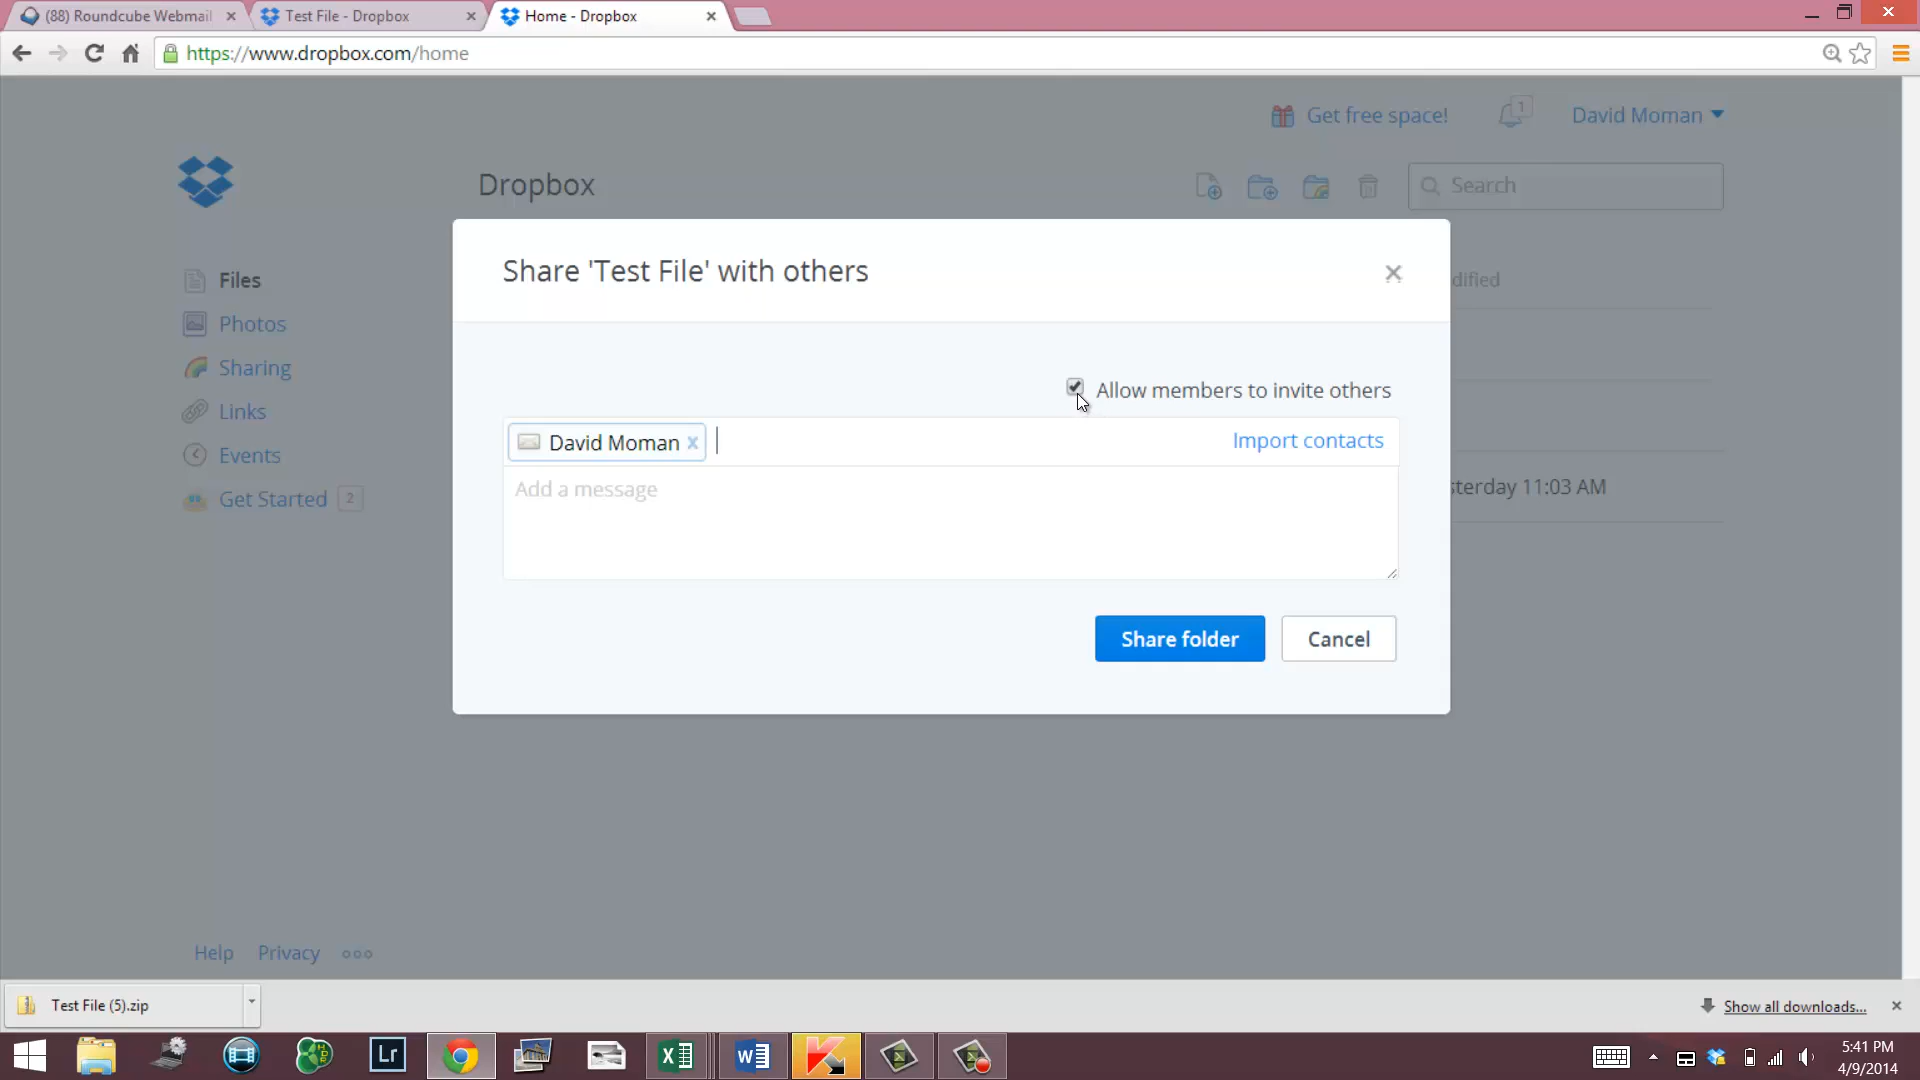 (88) Roundcube Webmail
Test File - Dropbox
Home - Dropbox
https://www.dropbox.com/home
Get free space!
1
David Moman
Dropbox
Search
Share 'Test File' with others
Files
dified
Photos
Sharing
Allow members to invite others
Links
David Moman x
Import contacts
Events
Add a message
sterday 11:03 AM
Get Started 2
Share folder
Cancel
Help Privacy
Test File (5).zip
Show all downloads...
Lr
5:41 PM
4/9/2014